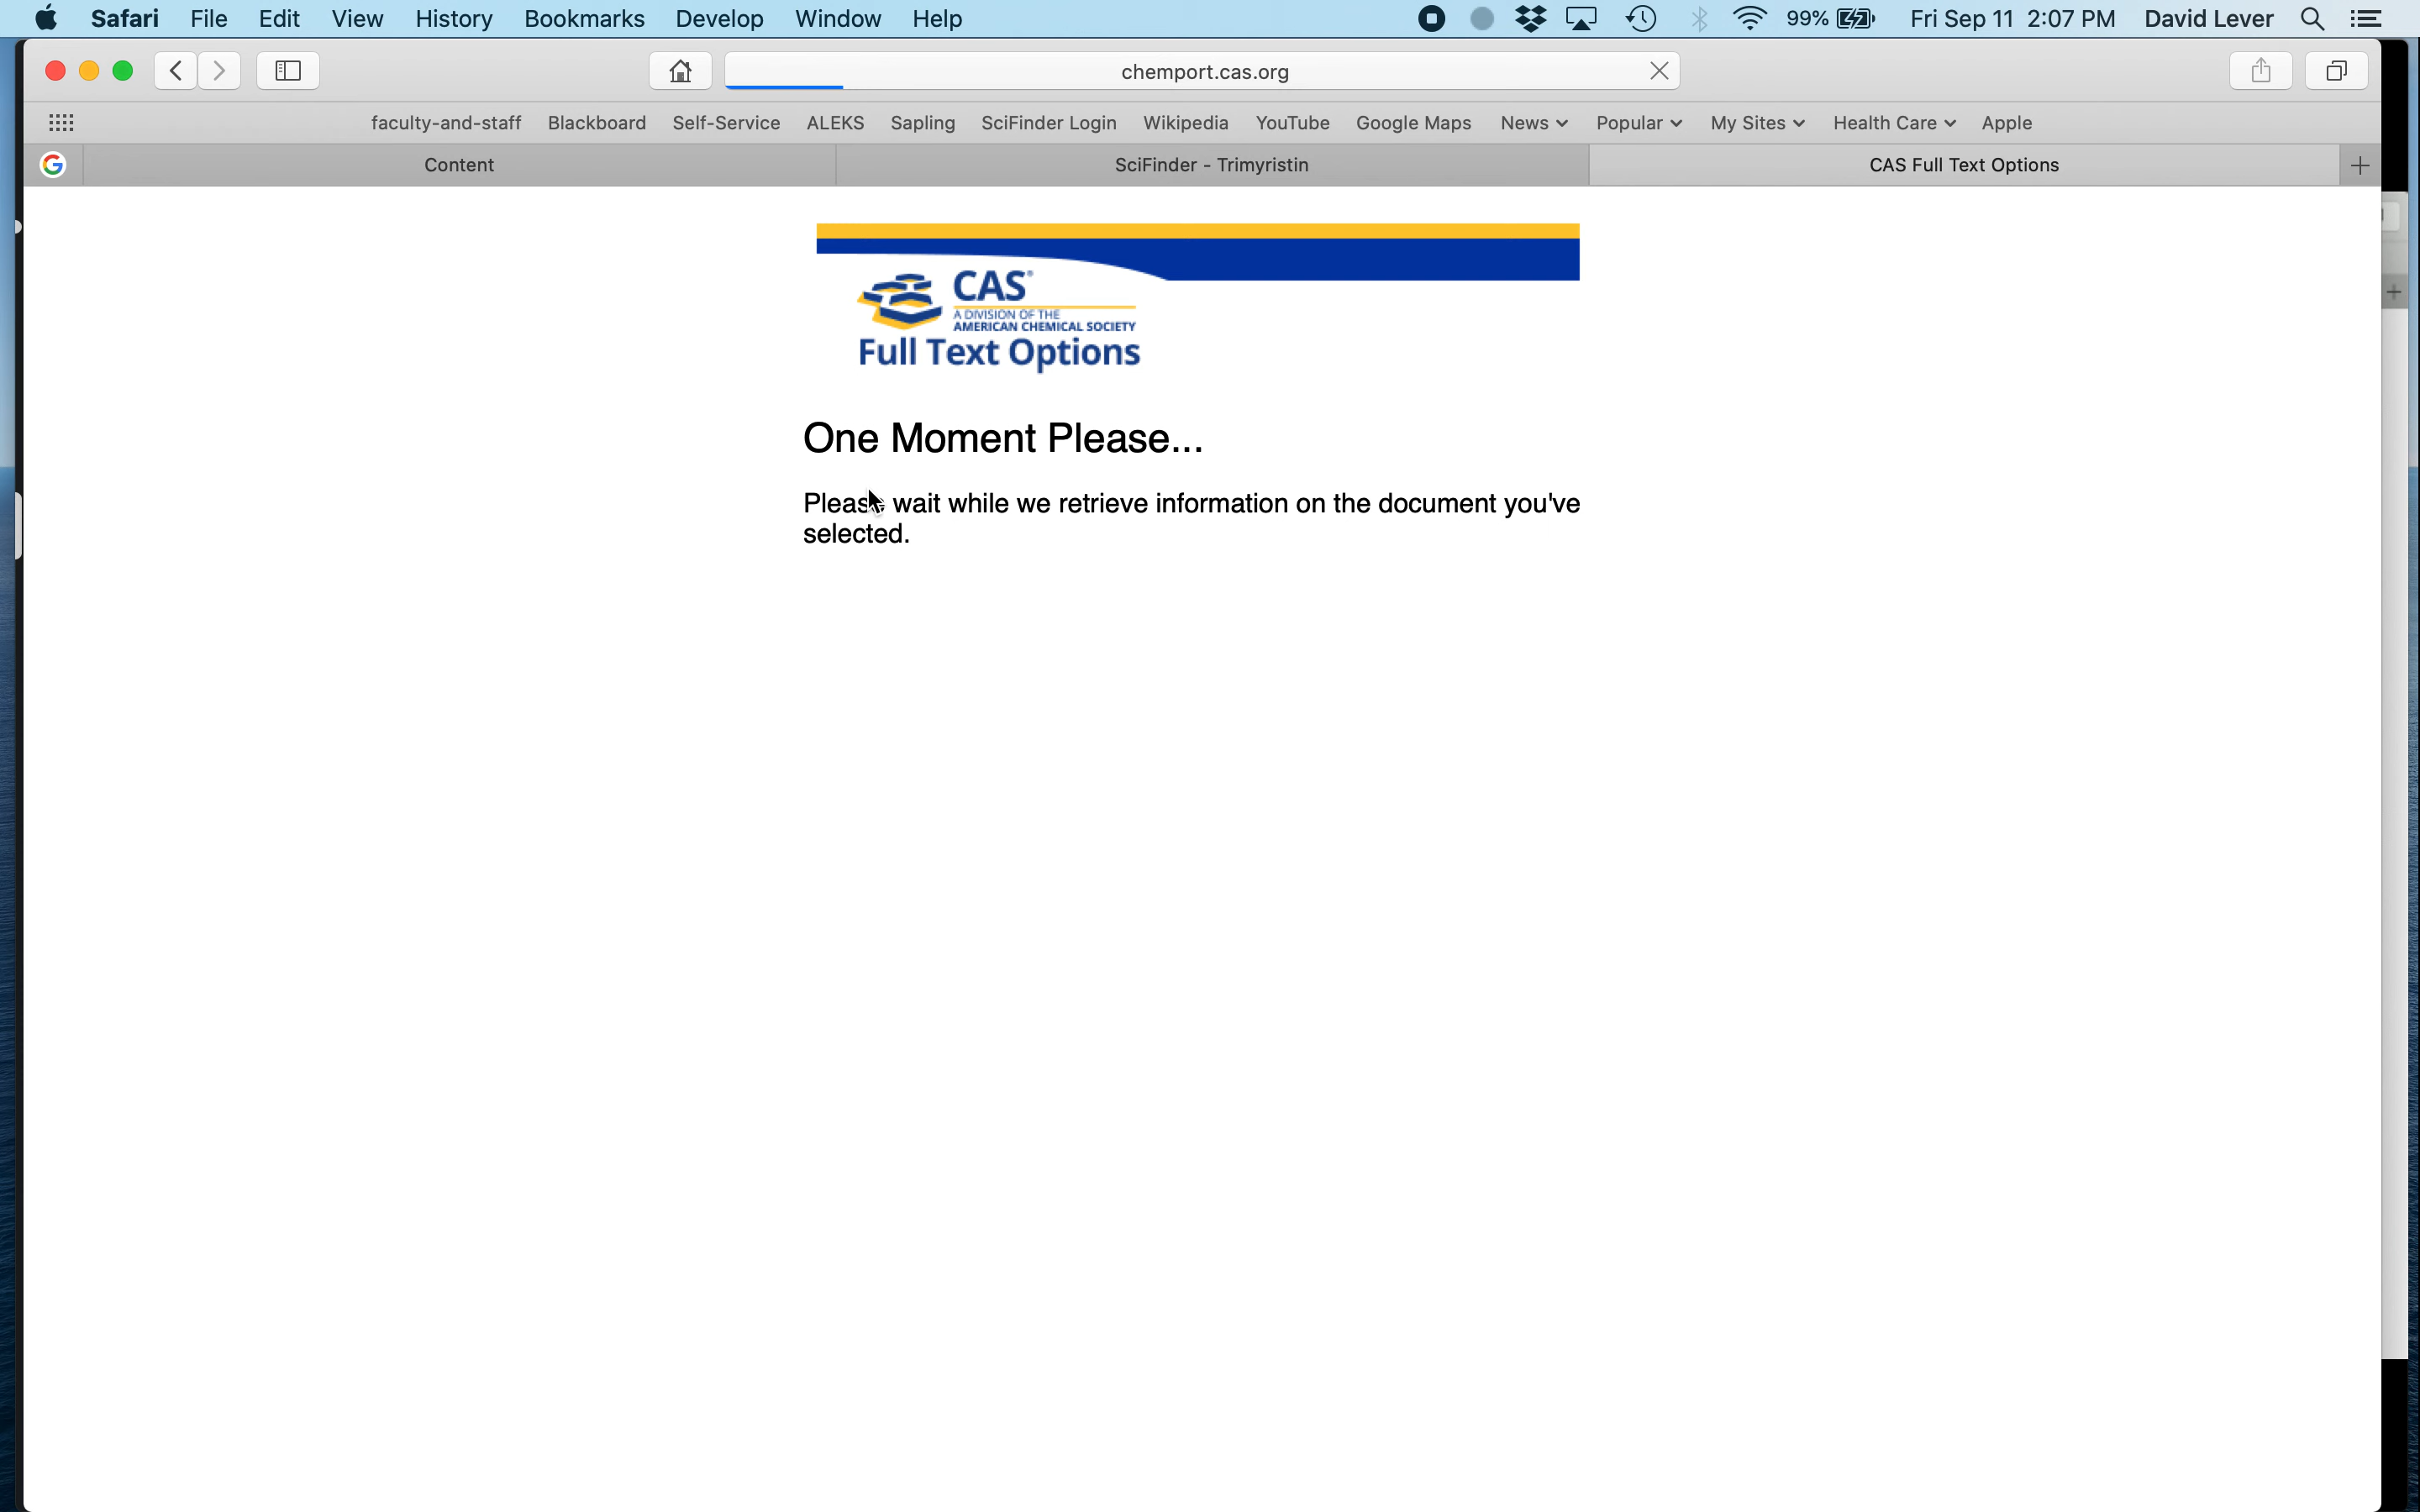 Safari File Edit View History Bookmarks Develop Window Help 99% Fri Sep 11 2:07 PM David Lever
chemport.cas.org
faculty-and-staff Blackboard Self-Service ALEKS Sapling SciFinder Login Wikipedia YouTube Google Maps News Popular My Sites Health Care Apple
G Content SciFinder - Trimyristin CAS Full Text Options
CAS®
A DIVISION OF THE
AMERICAN CHEMICAL SOCIETY
Full Text Options
One Moment Please...
Please wait while we retrieve information on the document you've
selected.